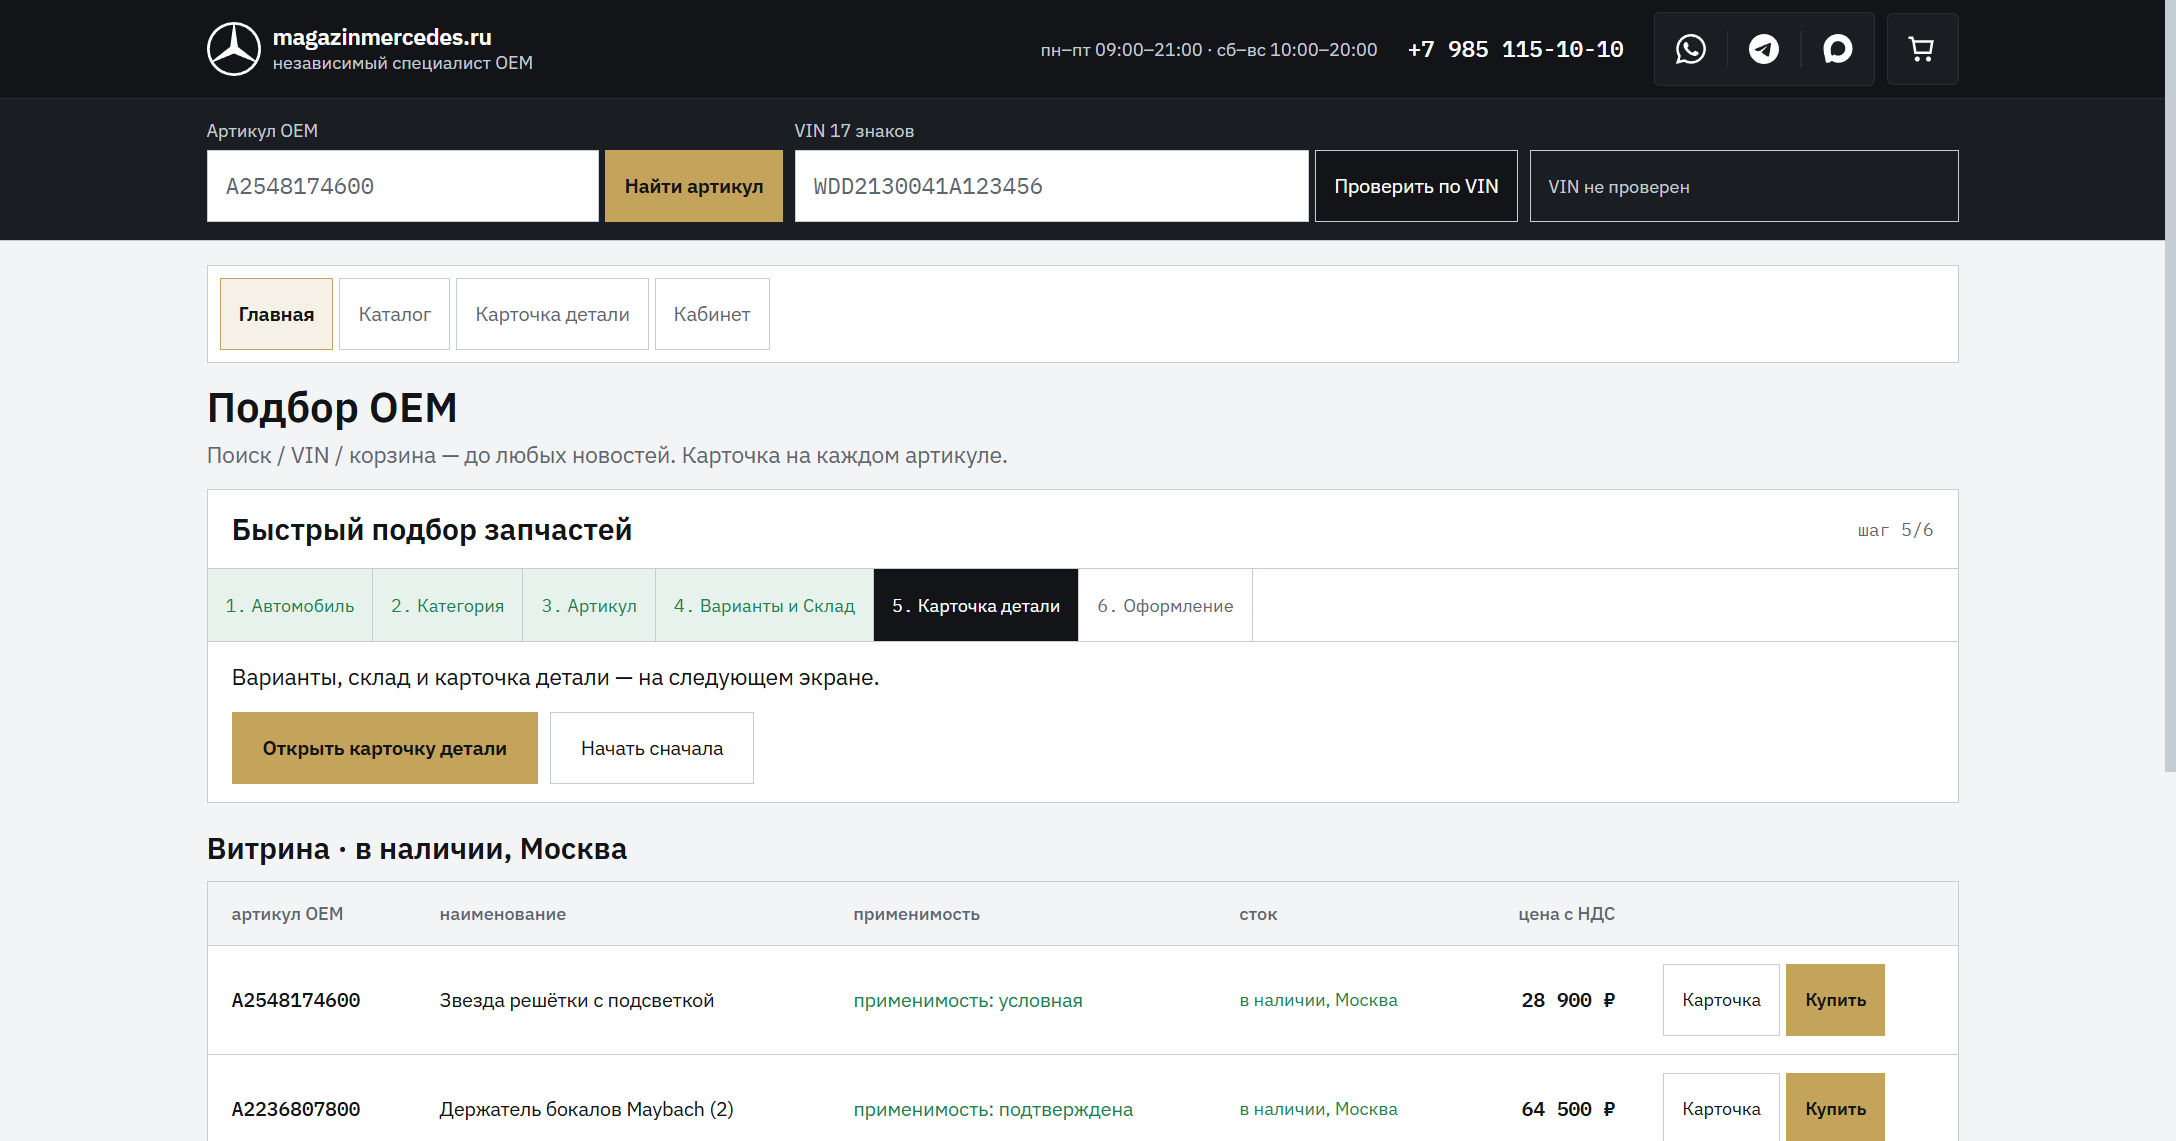 magazinmercedes.ru
независимый специалист OEM
пн–пт 09:00–21:00 · сб–вс 10:00–20:00
+7 985 115-10-10
Артикул OEM
VIN 17 знаков
A2548174600
Найти артикул
WDD2130041A123456
Проверить по VIN
VIN не проверен
Главная
Каталог
Карточка детали
Кабинет
Подбор OEM
Поиск / VIN / корзина — до любых новостей. Карточка на каждом артикуле.
Быстрый подбор запчастей
шаг 5/6
1. Автомобиль
2. Категория
3. Артикул
4. Варианты и Склад
5. Карточка детали
6. Оформление
Варианты, склад и карточка детали — на следующем экране.
Открыть карточку детали
Начать сначала
Витрина · в наличии, Москва
артикул OEM наименование применимость сток цена с НДС
A2548174600 Звезда решётки с подсветкой применимость: условная в наличии, Москва 28 900 ₽ Карточка Купить
A2236807800 Держатель бокалов Maybach (2) применимость: подтверждена в наличии, Москва 64 500 ₽ Карточка Купить